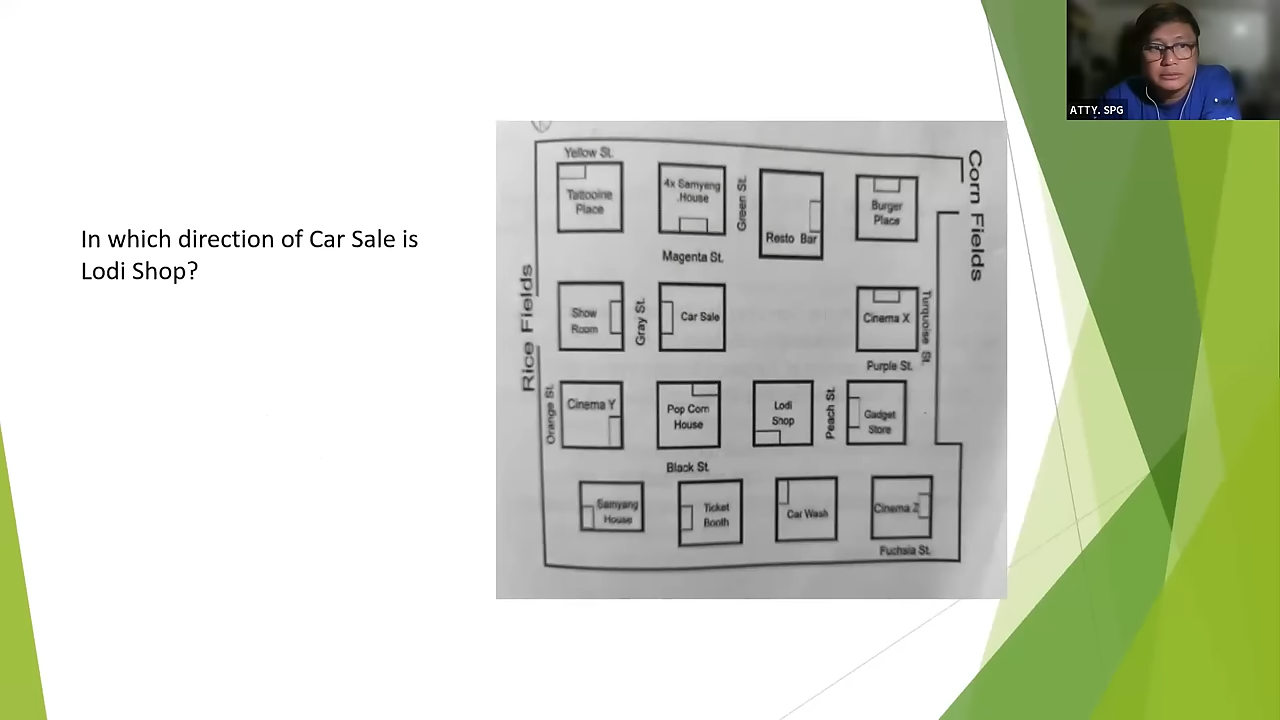 In which direction of Car Sale is
Lodi Shop?
ATTY. SPG
Yellow St.
Tattooine
Place
4x Samyang
House
Green St.
Resto Bar
Burger
Place
Corn Fields
Magenta St.
Rice Fields
Show
Room
Gray St.
Car Sale
Cinema X
Turquoise St.
Purple St.
Orange St.
Cinema Y
Pop Corn
House
Lodi
Shop
Peach St.
Gadget
Store
Black St.
Samyang
House
Ticket
Booth
Car Wash
Cinema Z
Fuchsia St.